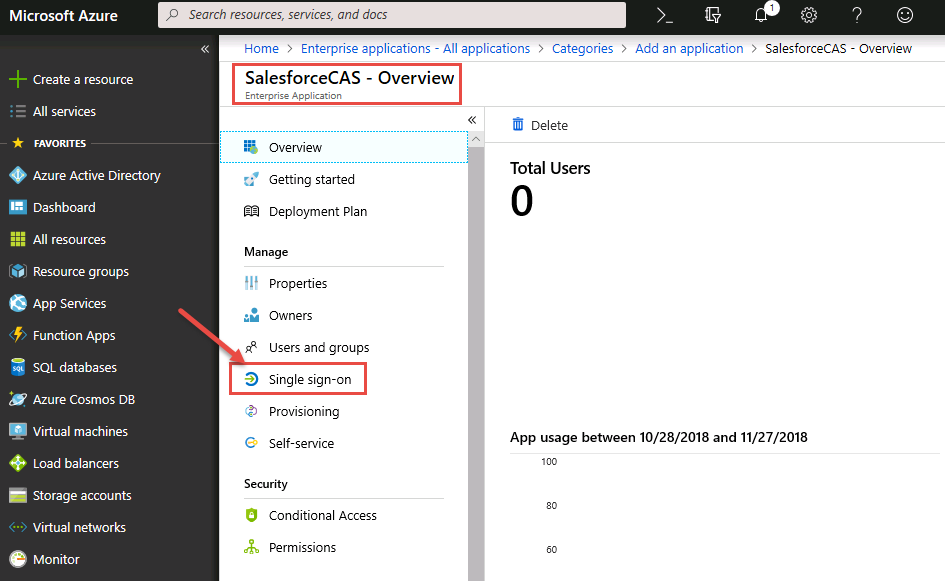 Microsoft Azure
Search resources, services, and docs
1
Create a resource
All services
FAVORITES
Azure Active Directory
Dashboard
All resources
Resource groups
App Services
Function Apps
SQL databases
Azure Cosmos DB
Virtual machines
Load balancers
Storage accounts
Virtual networks
Monitor
Home > Enterprise applications - All applications > Categories > Add an application > SalesforceCAS - Overview
SalesforceCAS - Overview
Enterprise Application
Overview
Getting started
Deployment Plan
Manage
Properties
Owners
Users and groups
Single sign-on
Provisioning
Self-service
Security
Conditional Access
Permissions
Delete
Total Users
0
App usage between 10/28/2018 and 11/27/2018
100
80
60